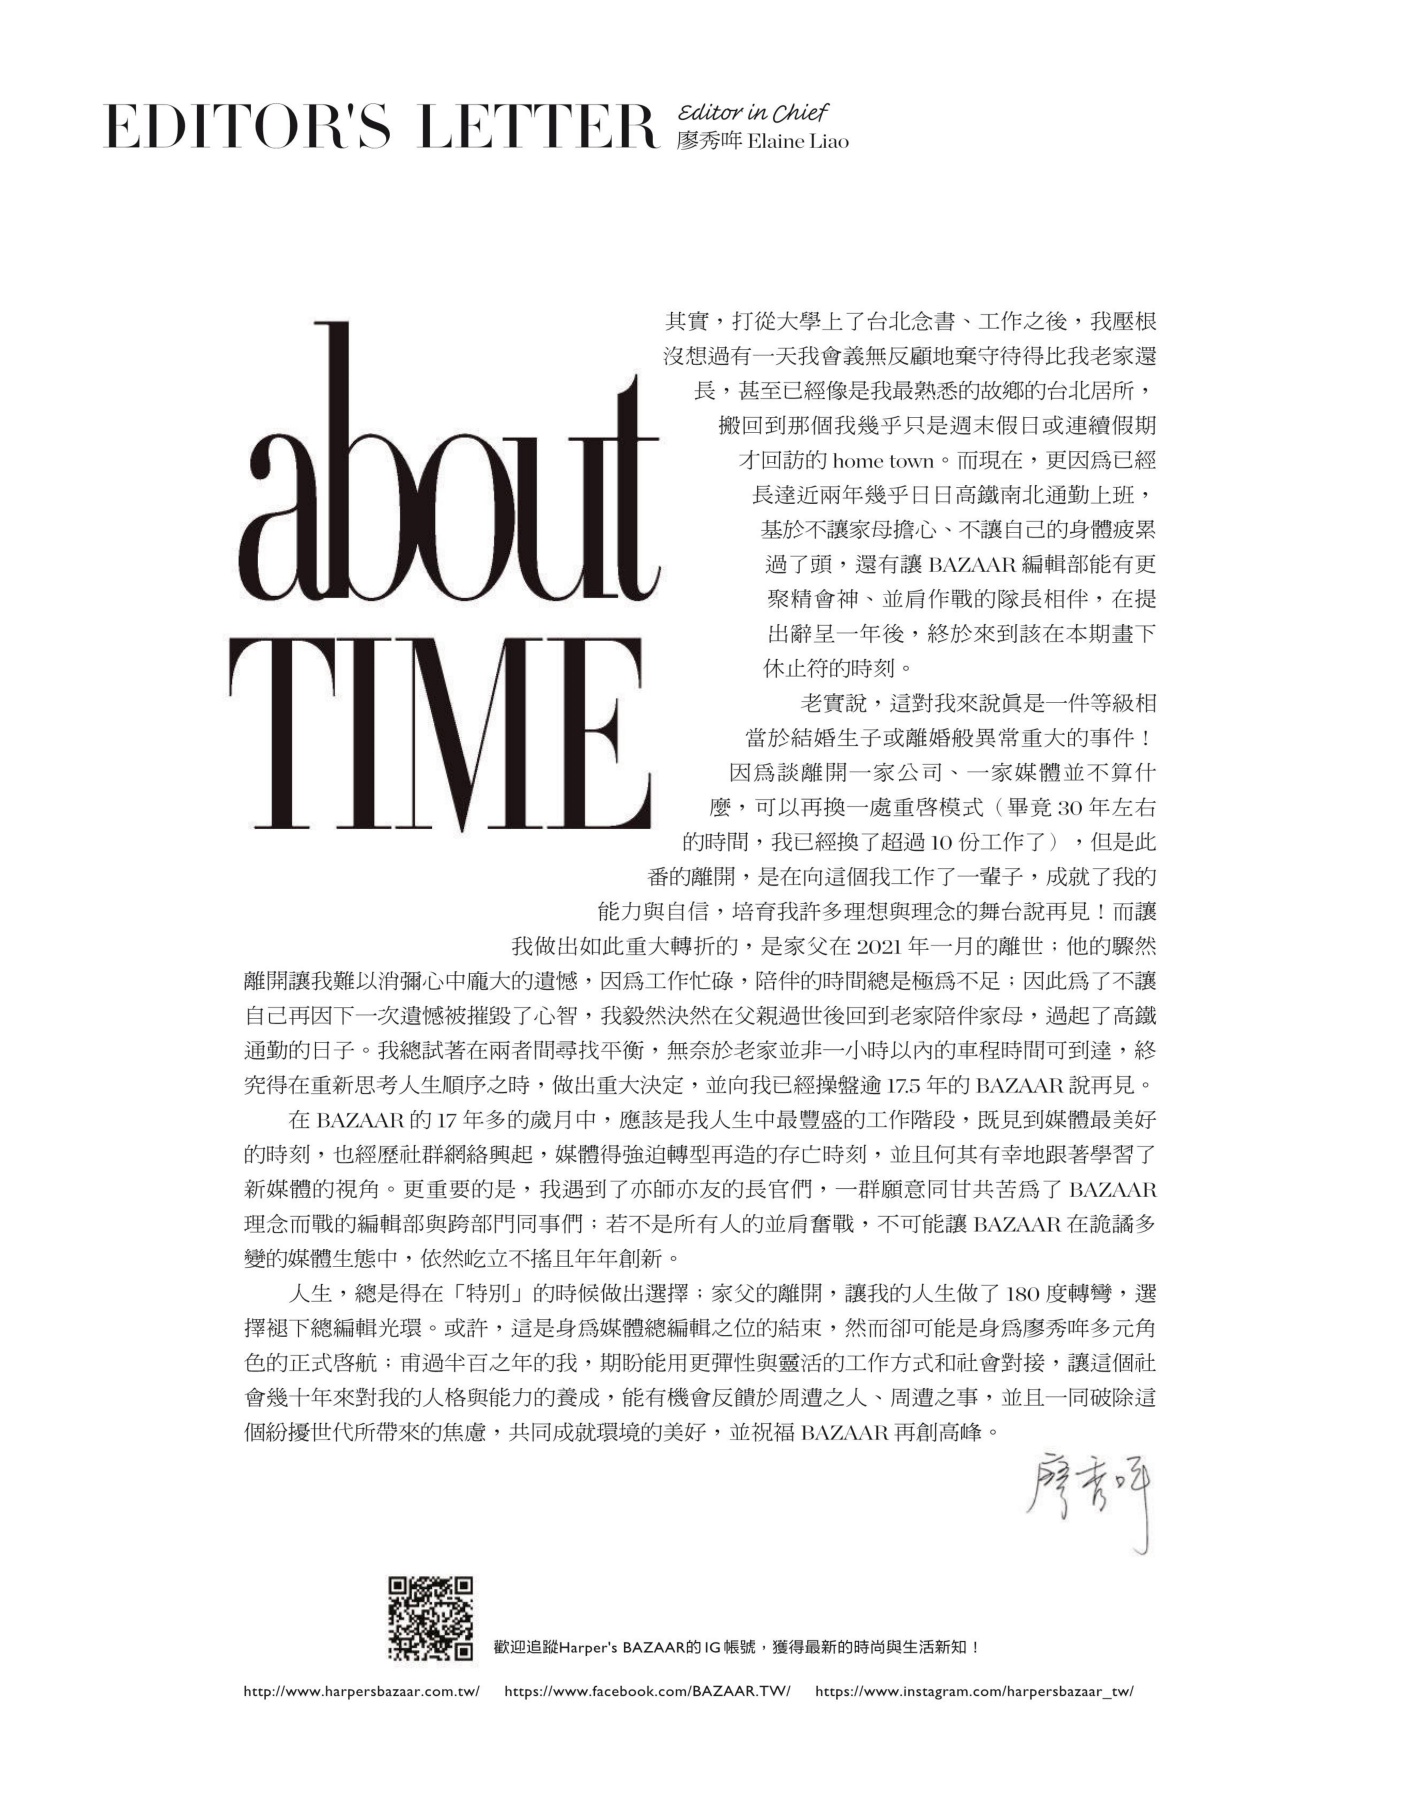 EDITOR'S LETTER
Editor in Chief
廖秀哖 Elaine Liao
about
TIME
其實，打從大學上了台北念書、工作之後，我壓根
沒想過有一天我會義無反顧地棄守待得比我老家還
長，甚至已經像是我最熟悉的故鄉的台北居所，
搬回到那個我幾乎只是週末假日或連續假期
才回訪的 home town。而現在，更因為已經
長達近兩年幾乎日日高鐵南北通勤上班，
基於不讓家母擔心、不讓自己的身體疲累
過了頭，還有讓 BAZAAR 編輯部能有更
聚精會神、並肩作戰的隊長相伴，在提
出辭呈一年後，終於來到該在本期畫下
休止符的時刻。
老實說，這對我來說真是一件等級相
當於結婚生子或離婚般異常重大的事件！
因為談離開一家公司、一家媒體並不算什
麼，可以再換一處重啓模式（畢竟 30 年左右
的時間，我已經換了超過 10 份工作了），但是此
番的離開，是在向這個我工作了一輩子，成就了我的
能力與自信，培育我許多理想與理念的舞台說再見！而讓
我做出如此重大轉折的，是家父在 2021 年一月的離世；他的驟然
離開讓我難以消彌心中龐大的遺憾，因為工作忙碌，陪伴的時間總是極為不足；因此為了不讓
自己再因下一次遺憾被摧毀了心智，我毅然決然在父親過世後回到老家陪伴家母，過起了高鐵
通勤的日子。我總試著在兩者間尋找平衡，無奈於老家並非一小時以內的車程時間可到達，終
究得在重新思考人生順序之時，做出重大決定，並向我已經操盤逾 17.5 年的 BAZAAR 說再見。
在 BAZAAR 的 17 年多的歲月中，應該是我人生中最豐盛的工作階段，既見到媒體最美好
的時刻，也經歷社群網絡興起，媒體得強迫轉型再造的存亡時刻，並且何其有幸地跟著學習了
新媒體的視角。更重要的是，我遇到了亦師亦友的長官們，一群願意同甘共苦為了 BAZAAR
理念而戰的編輯部與跨部門同事們；若不是所有人的並肩奮戰，不可能讓 BAZAAR 在詭譎多
變的媒體生態中，依然屹立不搖且年年創新。
人生，總是得在「特別」的時候做出選擇；家父的離開，讓我的人生做了 180 度轉彎，選
擇褪下總編輯光環。或許，這是身為媒體總編輯之位的結束，然而卻可能是身為廖秀哖多元角
色的正式啓航；甫過半百之年的我，期盼能用更彈性與靈活的工作方式和社會對接，讓這個社
會幾十年來對我的人格與能力的養成，能有機會反饋於周遭之人、周遭之事，並且一同破除這
個紛擾世代所帶來的焦慮，共同成就環境的美好，並祝福 BAZAAR 再創高峰。
廖秀哖
歡迎追蹤Harper's BAZAAR的 IG 帳號，獲得最新的時尚與生活新知！
http://www.harpersbazaar.com.tw/ https://www.facebook.com/BAZAAR.TW/ https://www.instagram.com/harpersbazaar_tw/